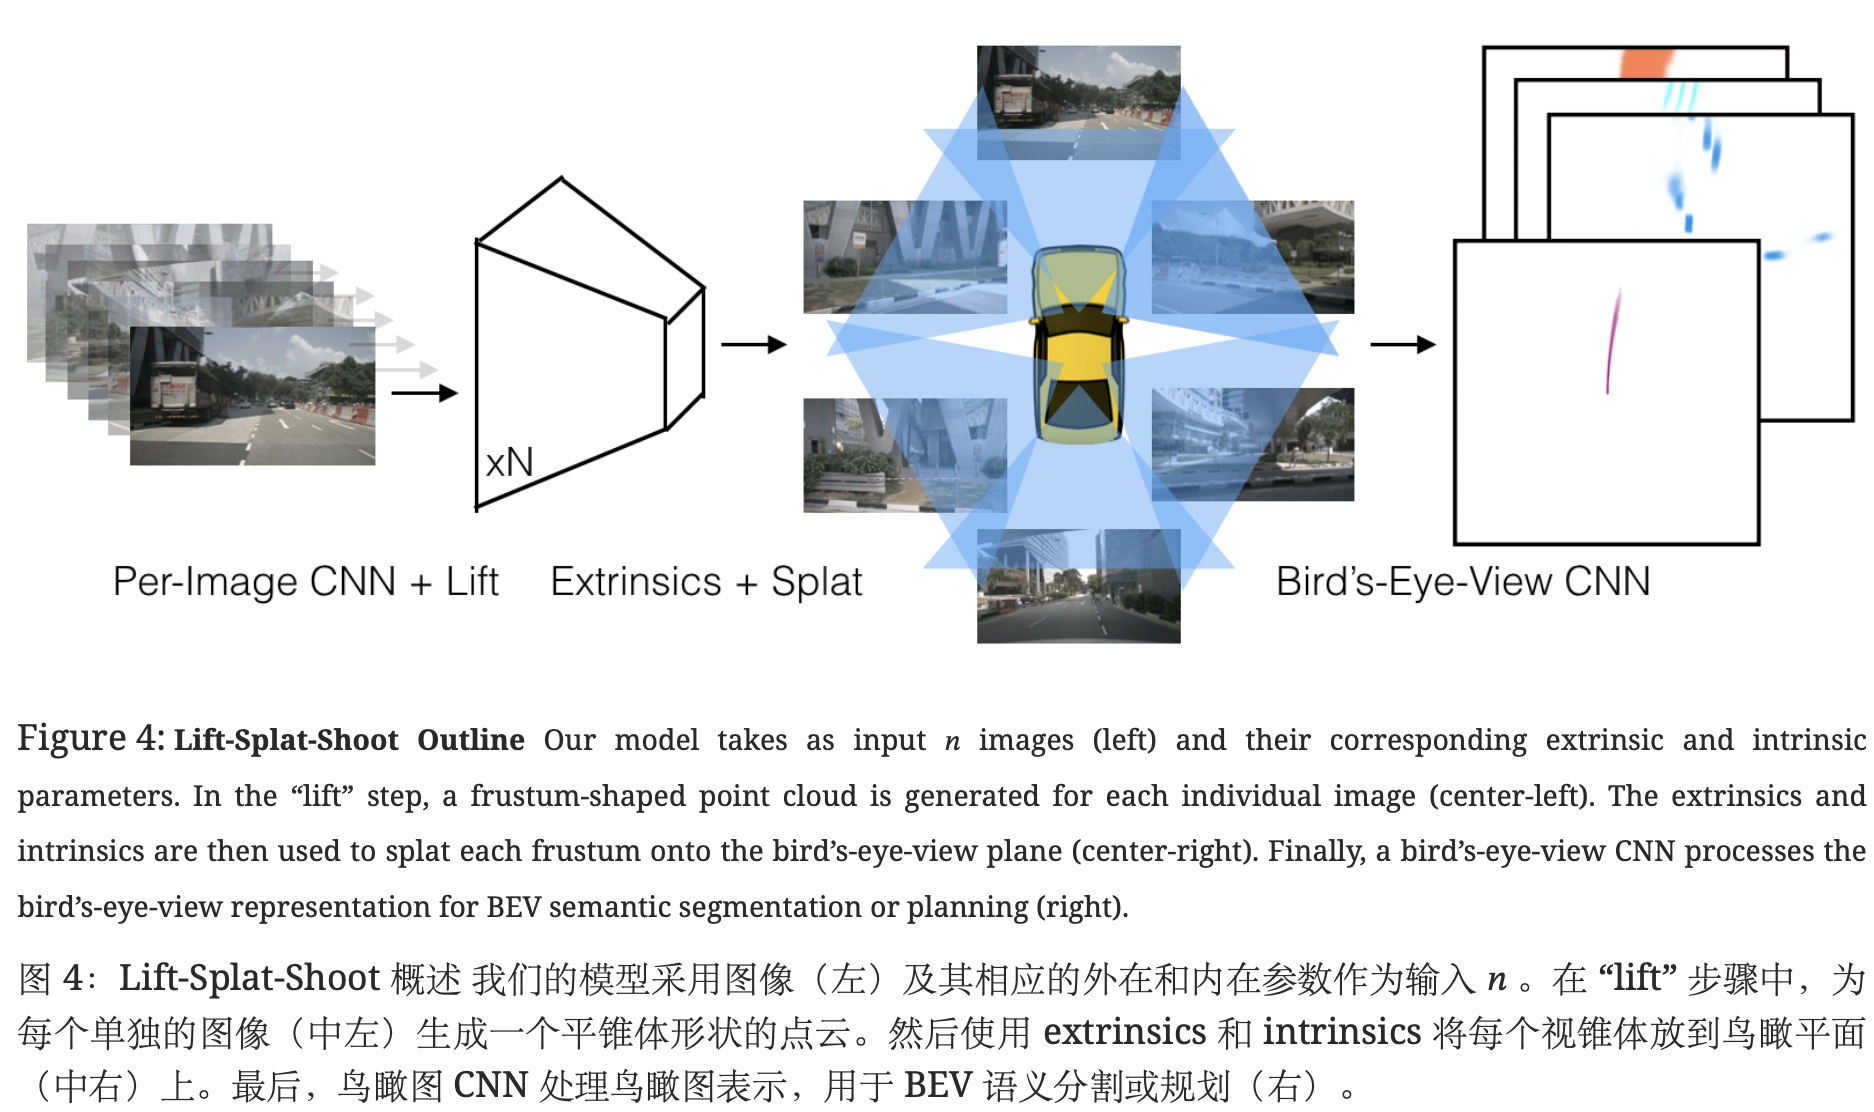 xN
Per-Image CNN + Lift
Extrinsics + Splat
Bird's-Eye-View CNN
Figure 4: Lift-Splat-Shoot Outline Our model takes as input n images (left) and their corresponding extrinsic and intrinsic
parameters. In the “lift” step, a frustum-shaped point cloud is generated for each individual image (center-left). The extrinsics and
intrinsics are then used to splat each frustum onto the bird’s-eye-view plane (center-right). Finally, a bird’s-eye-view CNN processes the
bird’s-eye-view representation for BEV semantic segmentation or planning (right).
图 4：Lift-Splat-Shoot 概述 我们的模型采用图像（左）及其相应的外在和内在参数作为输入 n 。在 “lift” 步骤中，为
每个单独的图像（中左）生成一个平锥体形状的点云。然后使用 extrinsics 和 intrinsics 将每个视锥体放到鸟瞰平面
（中右）上。最后，鸟瞰图 CNN 处理鸟瞰图表示，用于 BEV 语义分割或规划（右）。